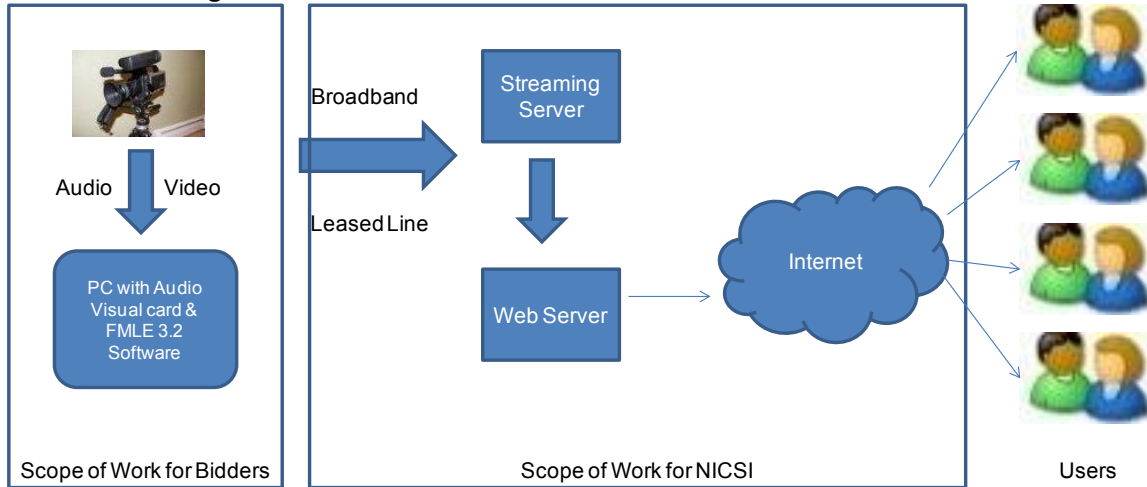 Audio
Video
PC with Audio
Visual card &
FMLE 3.2
Software
Scope of Work for Bidders
Broadband
Leased Line
Streaming
Server
Web Server
Internet
Scope of Work for NICSI
Users